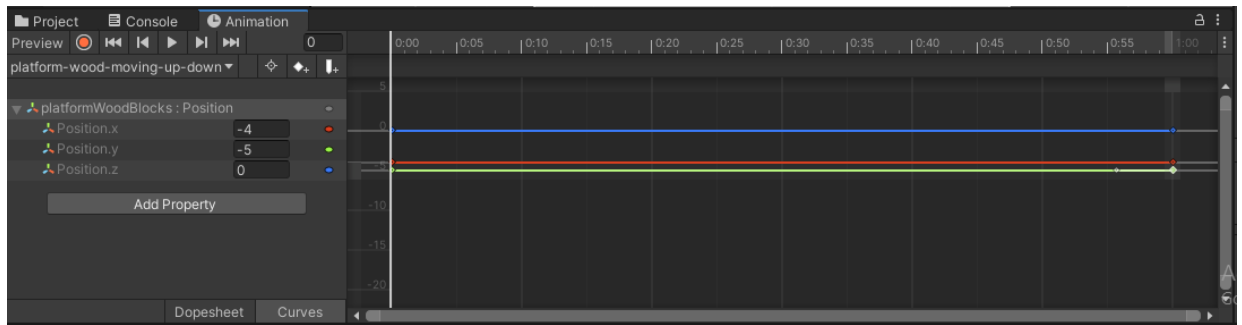 Project Console Animation
Preview 0 0:00 0:05 0:10 0:15 0:20 0:25 0:30 0:35 0:40 0:45 0:50 0:55 1:00
platform-wood-moving-up-down
5
platformWoodBlocks : Position
Position.x -4 0
Position.y -5
Position.z 0 -5
Add Property -10
-15
-20
Dopesheet Curves